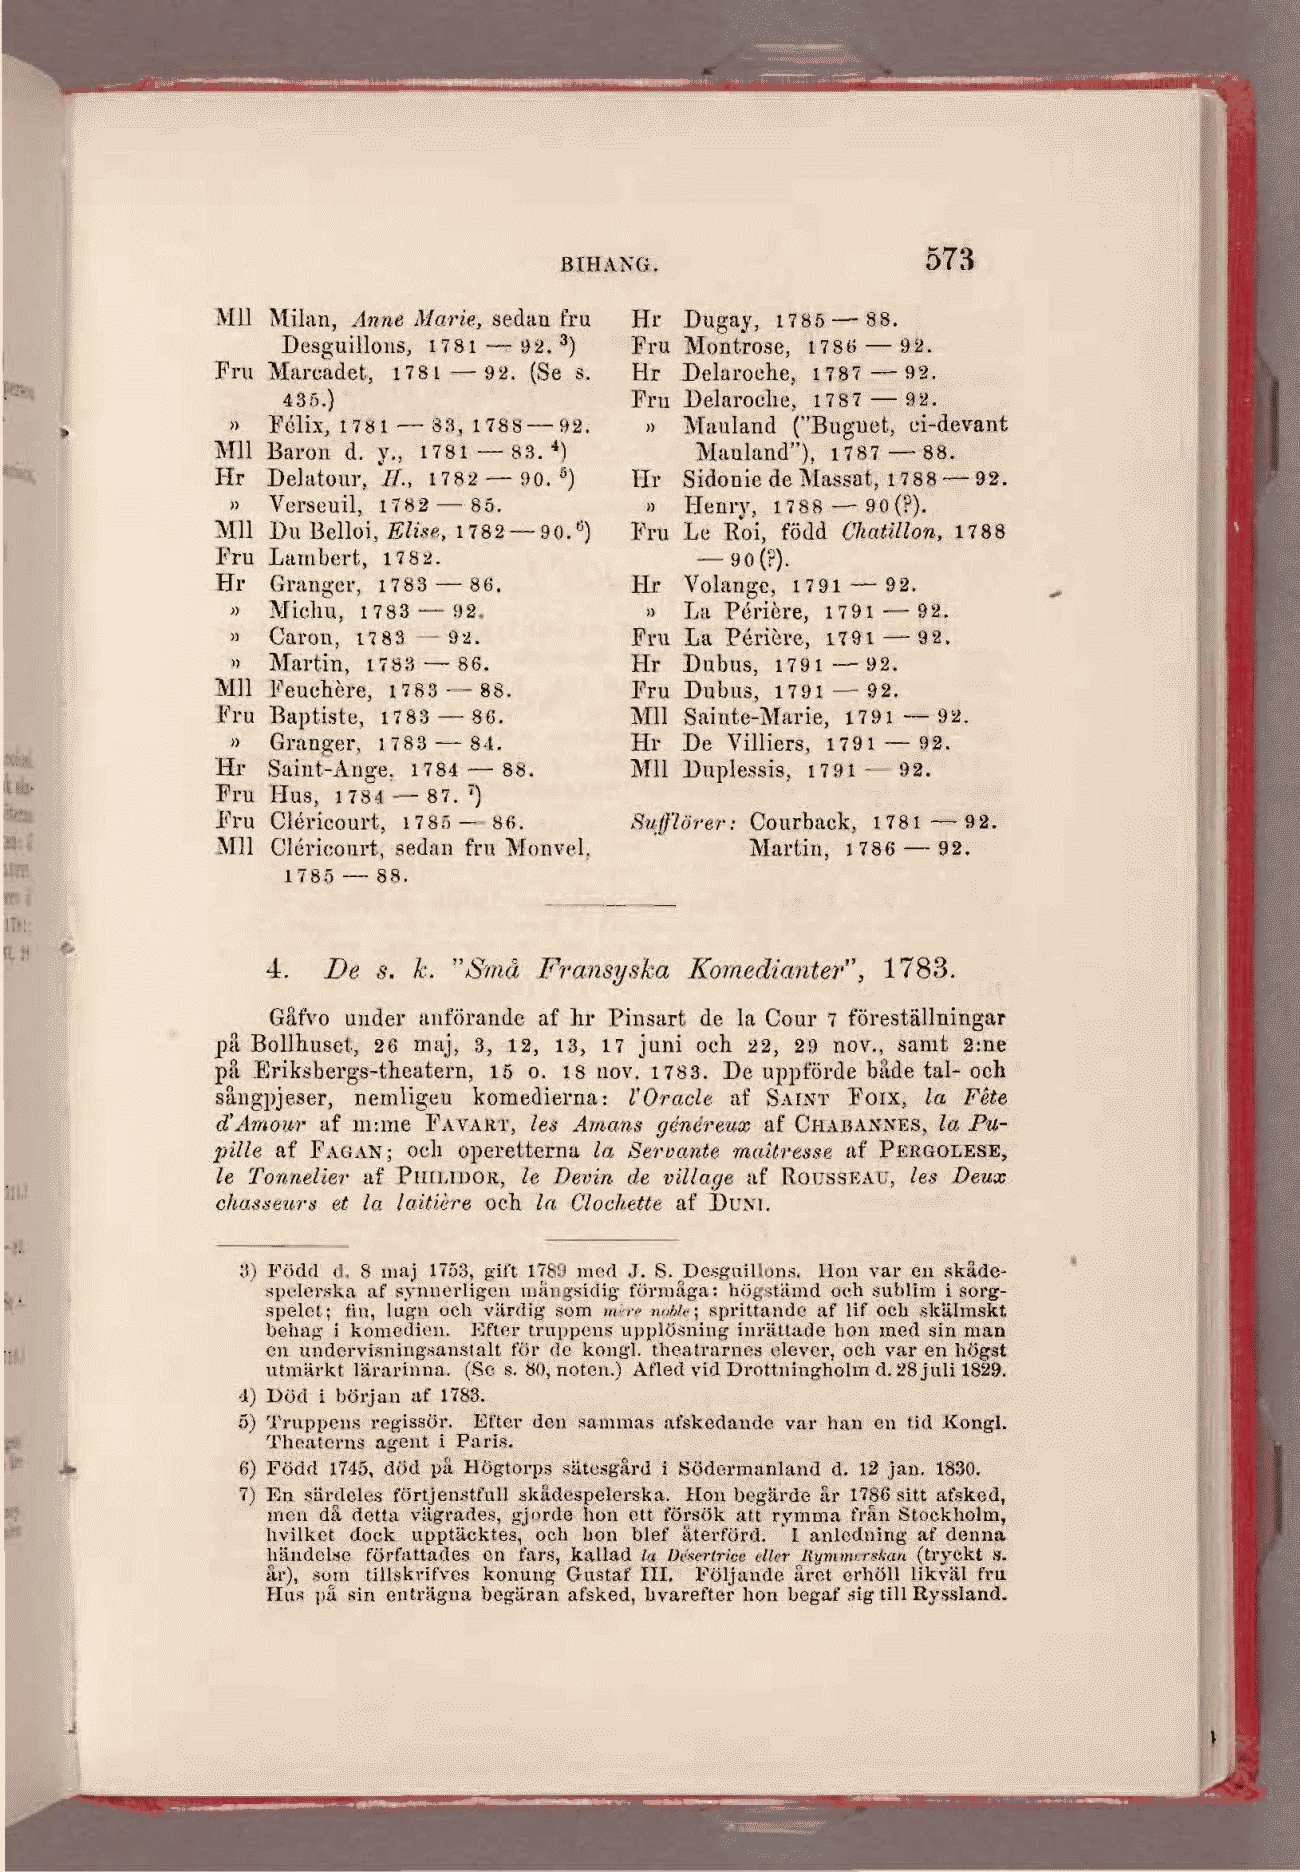 BIHANG. 573
Mll Milan, Anne Marie, sedan fru
Desguillons, 1781 — 92. ³)
Fru Marcadet, 1781 — 92. (Se s.
435.)
» Félix, 1781 — 83, 1788 — 92.
Mll Baron d. y., 1781 — 83. ⁴)
Hr Delatour, H., 1782 — 90. ⁵)
» Verseuil, 1782 — 85.
Mll Du Belloi, Elise, 1782 — 90. ⁶)
Fru Lambert, 1782.
Hr Granger, 1783 — 86.
» Michu, 1783 — 92.
» Caron, 1783 — 92.
» Martin, 1783 — 86.
Mll Feuchère, 1783 — 88.
Fru Baptiste, 1783 — 86.
» Granger, 1783 — 84.
Hr Saint-Ange, 1784 — 88.
Fru Hus, 1784 — 87. ⁷)
Fru Cléricourt, 1785 — 86.
Mll Cléricourt, sedan fru Monvel,
1785 — 88.
Hr Dugay, 1785 — 88.
Fru Montrose, 1786 — 92.
Hr Delaroche, 1787 — 92.
Fru Delaroche, 1787 — 92.
» Mauland ("Buguet, ci-devant
Mauland"), 1787 — 88.
Hr Sidonie de Massat, 1788 — 92.
» Henry, 1788 — 90 (?).
Fru Le Roi, född Chatillon, 1788
— 90 (?).
Hr Volange, 1791 — 92.
» La Périère, 1791 — 92.
Fru La Périère, 1791 — 92.
Hr Dubus, 1791 — 92.
Fru Dubus, 1791 — 92.
Mll Sainte-Marie, 1791 — 92.
Hr De Villiers, 1791 — 92.
Mll Duplessis, 1791 — 92.
Sufflörer: Courback, 1781 — 92.
Martin, 1786 — 92.
4. De s. k. "Små Fransyska Komedianter", 1783.
Gåfvo under anförande af hr Pinsart de la Cour 7 föreställningar
på Bollhuset, 26 maj, 3, 12, 13, 17 juni och 22, 29 nov., samt 2:ne
på Eriksbergs-theatern, 15 o. 18 nov. 1783. De uppförde både tal- och
sångpjeser, nemligen komedierna: l'Oracle af SAINT FOIX, la Fête
d'Amour af m:me FAVART, les Amans généreux af CHABANNES, la Pu-
pille af FAGAN; och operetterna la Servante maîtresse af PERGOLESE,
le Tonnelier af PHILIDOR, le Devin de village af ROUSSEAU, les Deux
chasseurs et la laitière och la Clochette af DUNI.
3) Född d. 8 maj 1753, gift 1789 med J. S. Desguillons. Hon var en skåde-
spelerska af synnerligen mångsidig förmåga: högstämd och sublim i sorg-
spelet; fin, lugn och värdig som mère noble; sprittande af lif och skälmskt
behag i komedien. Efter truppens upplösning inrättade hon med sin man
en undervisningsanstalt för de kongl. theatrarnes elever, och var en högst
utmärkt lärarinna. (Se s. 80, noten.) Afled vid Drottningholm d. 28 juli 1829.
4) Död i början af 1783.
5) Truppens regissör. Efter den sammas afskedande var han en tid Kongl.
Theaterns agent i Paris.
6) Född 1745, död på Högtorps sätesgård i Södermanland d. 12 jan. 1830.
7) En särdeles förtjenstfull skådespelerska. Hon begärde år 1786 sitt afsked,
men då detta vägrades, gjorde hon ett försök att rymma från Stockholm,
hvilket dock upptäcktes, och hon blef återförd. I anledning af denna
händelse författades en fars, kallad la Désertrice eller Rymmerskan (tryckt s.
år), som tillskrifves konung Gustaf III. Följande året erhöll likväl fru
Hus på sin enträgna begäran afsked, hvarefter hon begaf sig till Ryssland.